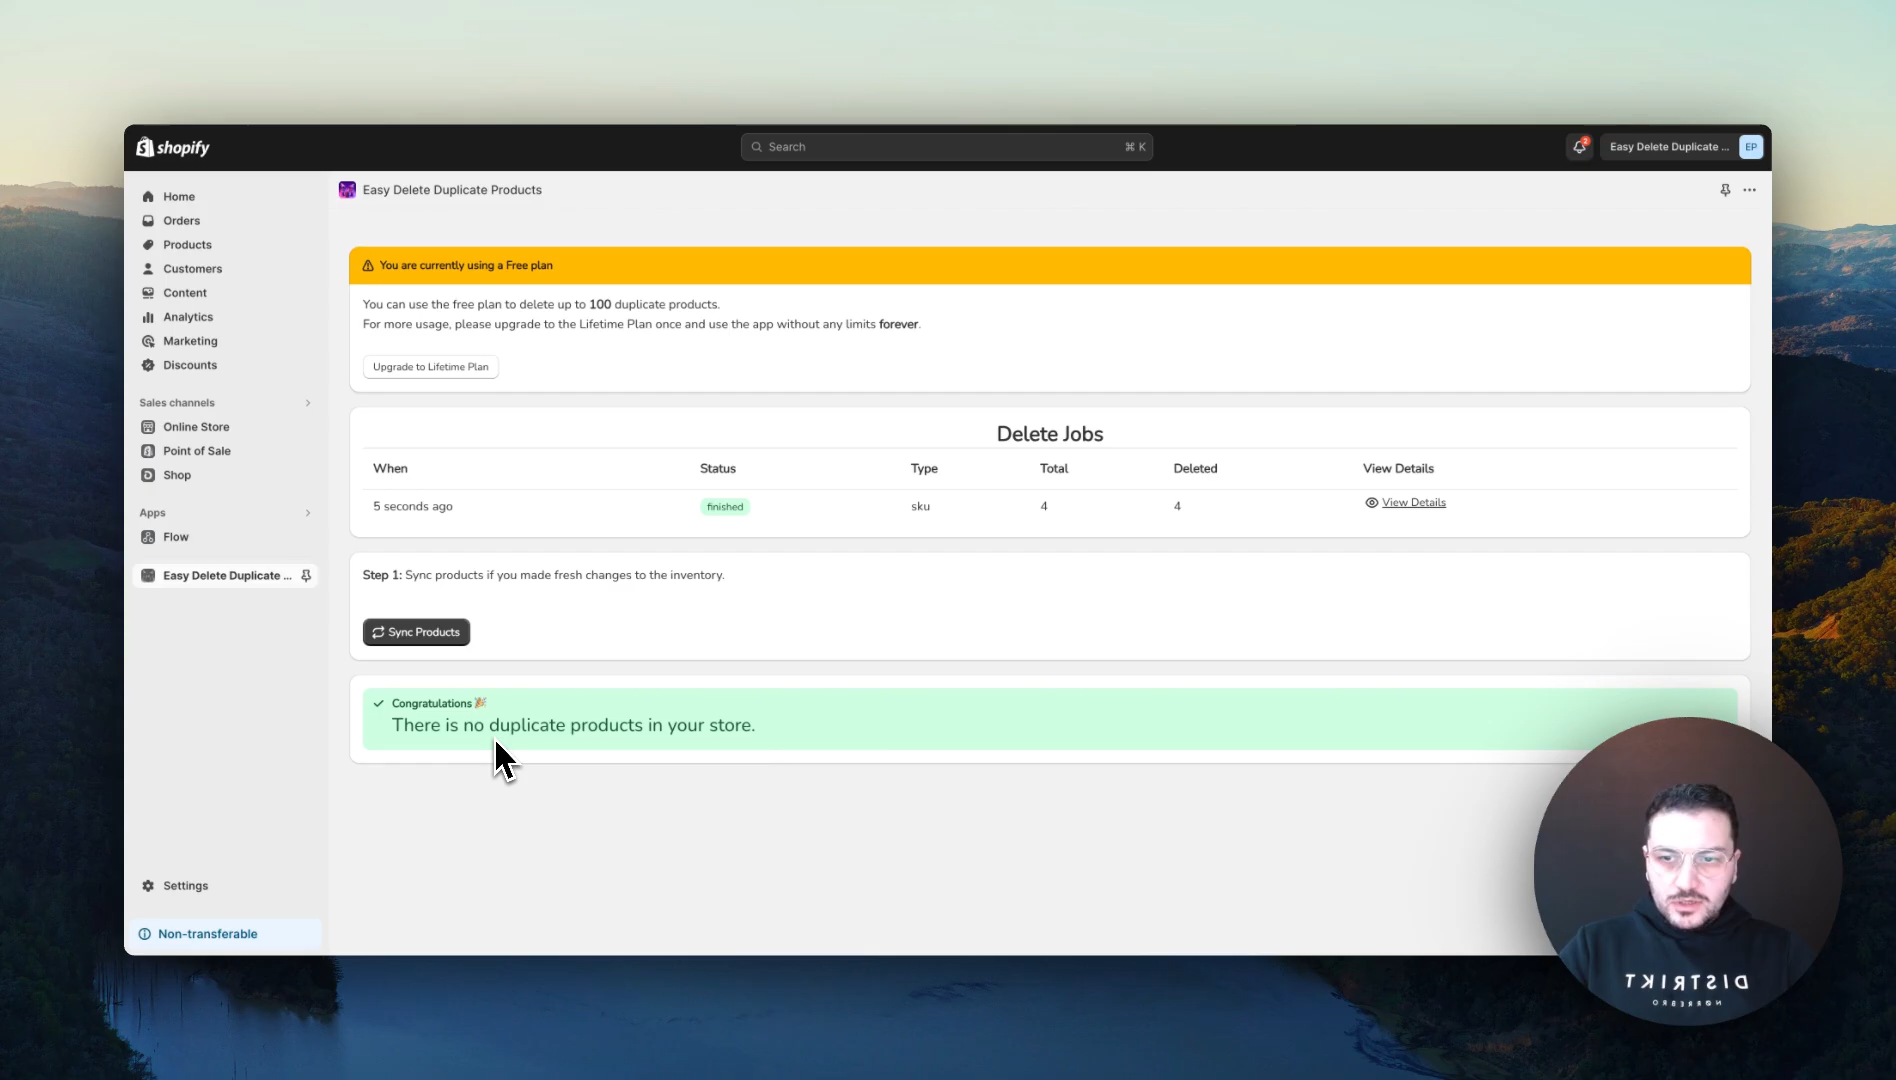 shopify
Search
⌘ K
2
Easy Delete Duplicate ...
EP
Home
Orders
Products
Customers
Content
Analytics
Marketing
Discounts
Sales channels
Online Store
Point of Sale
Shop
Apps
Flow
Easy Delete Duplicate ...
Settings
Non-transferable
Easy Delete Duplicate Products
You are currently using a Free plan
You can use the free plan to delete up to 100 duplicate products.
For more usage, please upgrade to the Lifetime Plan once and use the app without any limits forever.
Upgrade to Lifetime Plan
Delete Jobs
When Status Type Total Deleted View Details
5 seconds ago finished sku 4 4 View Details
Step 1: Sync products if you made fresh changes to the inventory.
Sync Products
Congratulations 🎉
There is no duplicate products in your store.
DISTRIKT
NØRREBRO